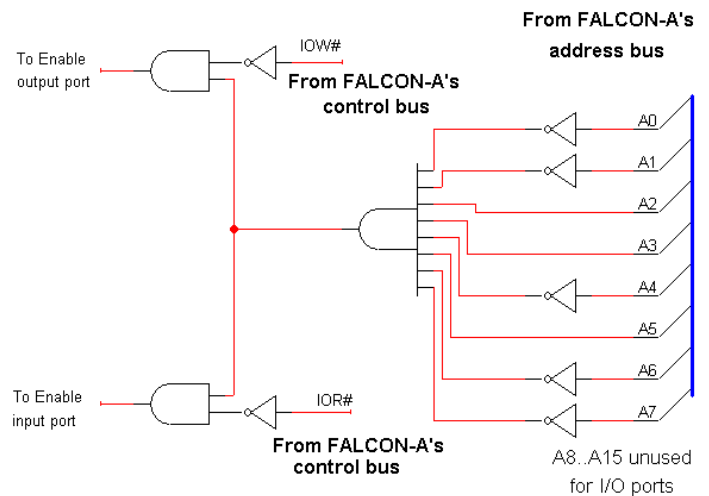 From FALCON-A's
address bus
To Enable
output port
IOW#
From FALCON-A's
control bus
A0
A1
A2
A3
A4
A5
A6
A7
To Enable
input port
IOR#
From FALCON-A's
control bus
A8..A15 unused
for I/O ports